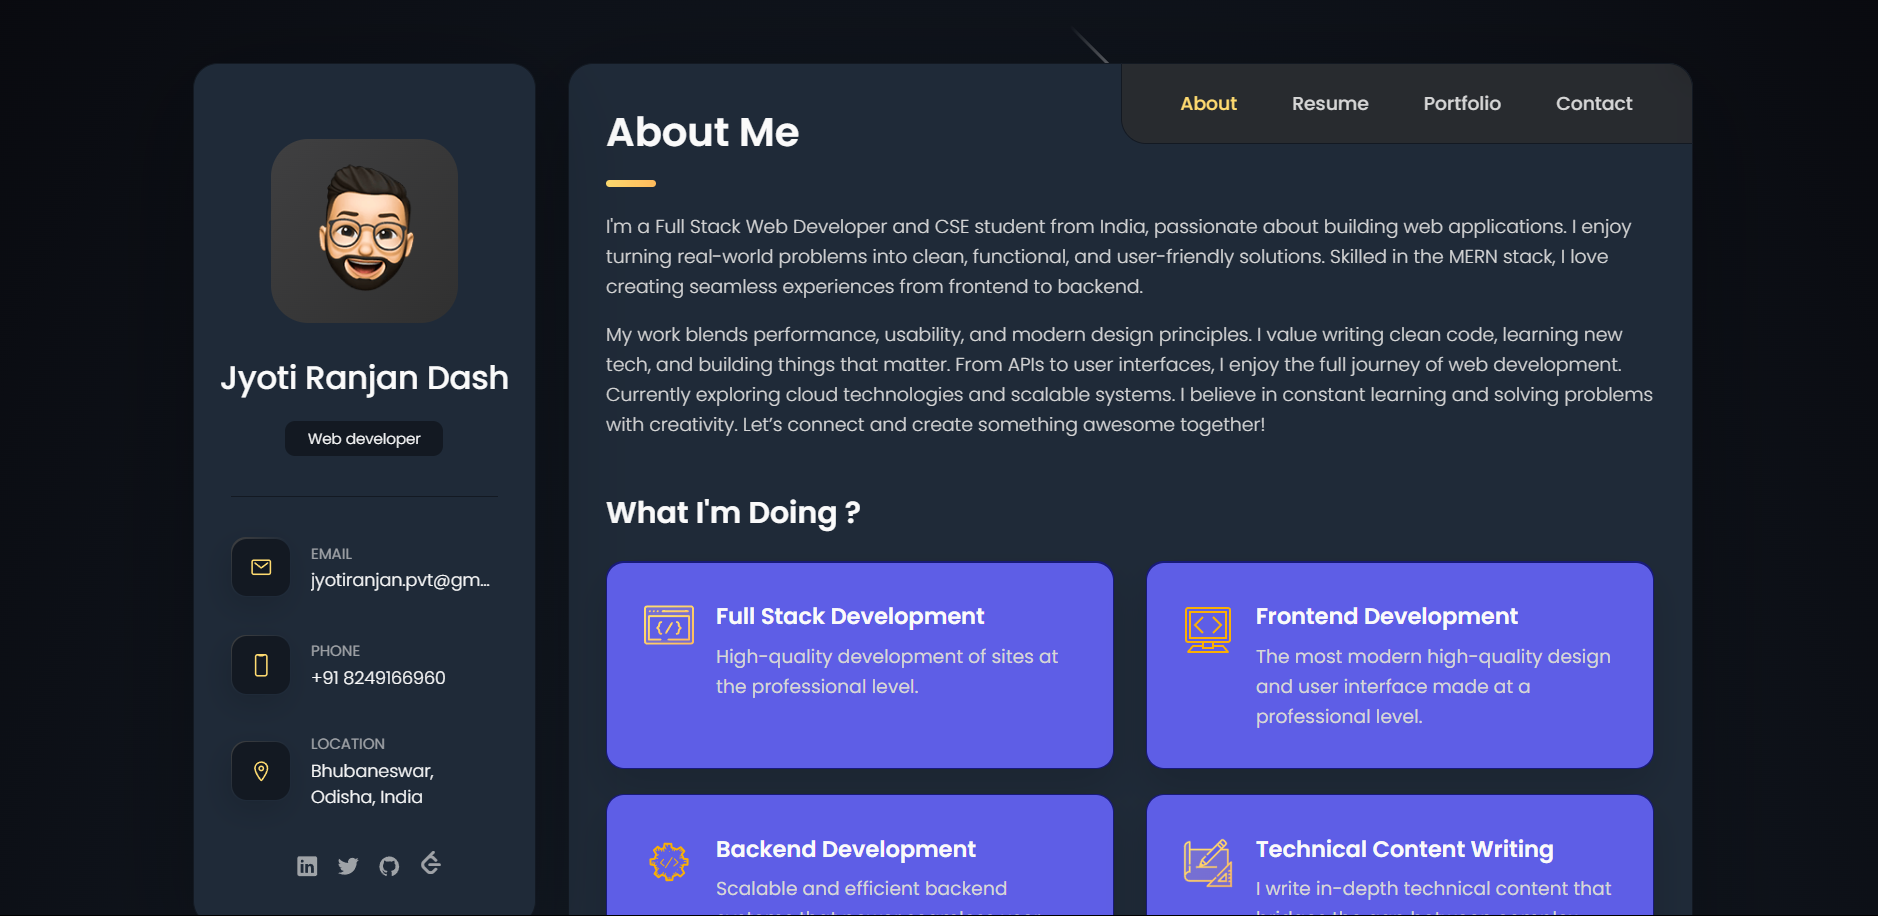 Jyoti Ranjan Dash
Web developer
EMAIL
jyotiranjan.pvt@gm...
PHONE
+91 8249166960
LOCATION
Bhubaneswar,
Odisha, India
About
Resume
Portfolio
Contact
About Me
I'm a Full Stack Web Developer and CSE student from India, passionate about building web applications. I enjoy
turning real-world problems into clean, functional, and user-friendly solutions. Skilled in the MERN stack, I love
creating seamless experiences from frontend to backend.
My work blends performance, usability, and modern design principles. I value writing clean code, learning new
tech, and building things that matter. From APIs to user interfaces, I enjoy the full journey of web development.
Currently exploring cloud technologies and scalable systems. I believe in constant learning and solving problems
with creativity. Let’s connect and create something awesome together!
What I'm Doing ?
Full Stack Development
High-quality development of sites at
the professional level.
Frontend Development
The most modern high-quality design
and user interface made at a
professional level.
Backend Development
Scalable and efficient backend
Technical Content Writing
I write in-depth technical content that